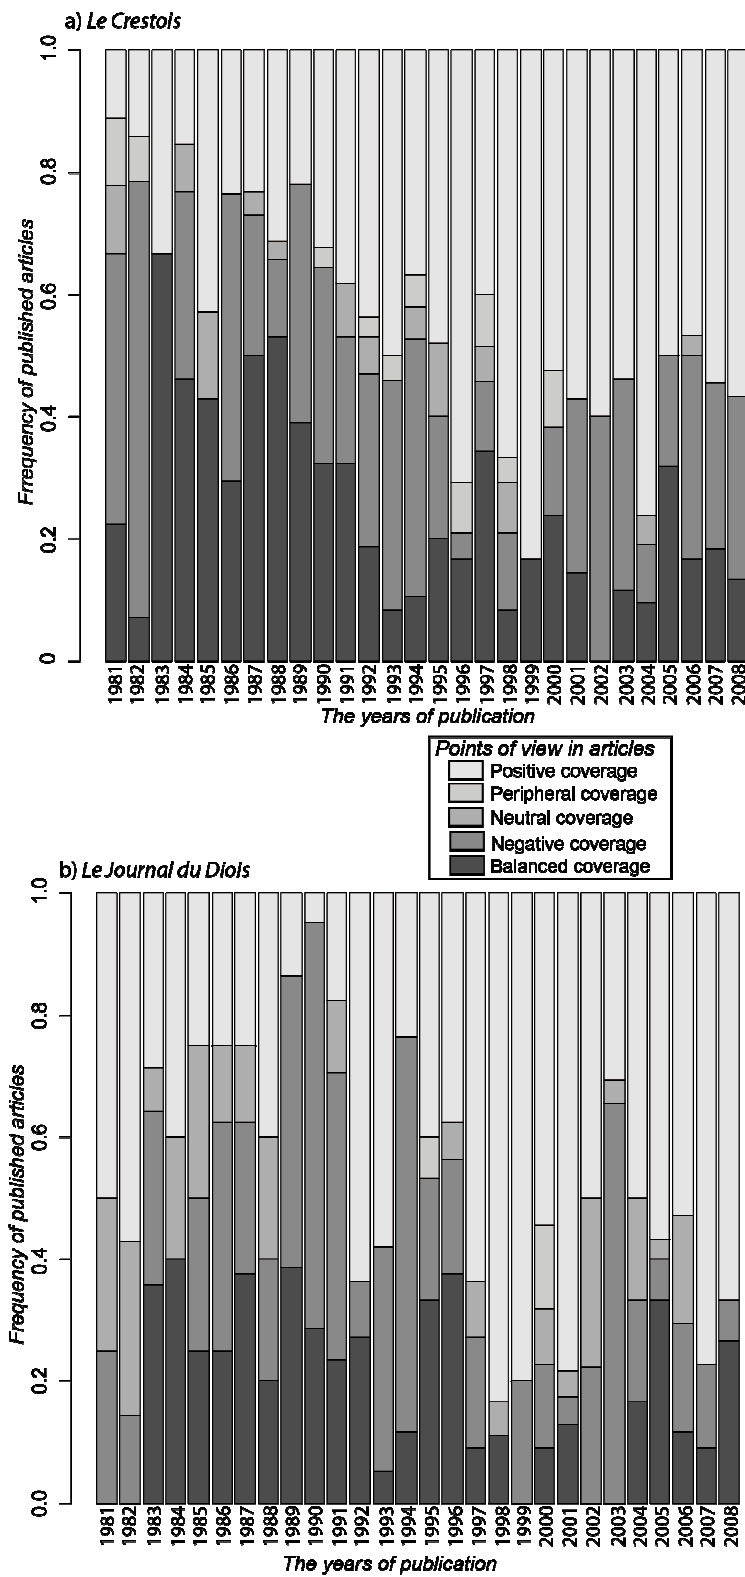 a) Le Crestois
1.0
0.8
0.6
0.4
0.2
0
Frrequency of published articles
1981 1982 1983 1984 1985 1986 1987 1988 1989 1990 1991 1992 1993 1994 1995 1996 1997 1998 1999 2000 2001 2002 2003 2004 2005 2006 2007 2008
The years of publication
Points of view in articles
Positive coverage
Peripheral coverage
Neutral coverage
Negative coverage
Balanced coverage
b) Le Journal du Diois
1.0
0.8
0.6
0.4
0.2
0.0
Frequency of published articles
1981 1982 1983 1984 1985 1986 1987 1988 1989 1990 1991 1992 1993 1994 1995 1996 1997 1998 1999 2000 2001 2002 2003 2004 2005 2006 2007 2008
The years of publication